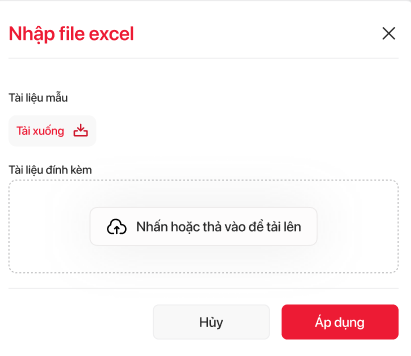 Nhập file excel
Tài liệu mẫu
Tải xuống
Tài liệu đính kèm
Nhấn hoặc thả vào để tải lên
Hủy
Áp dụng